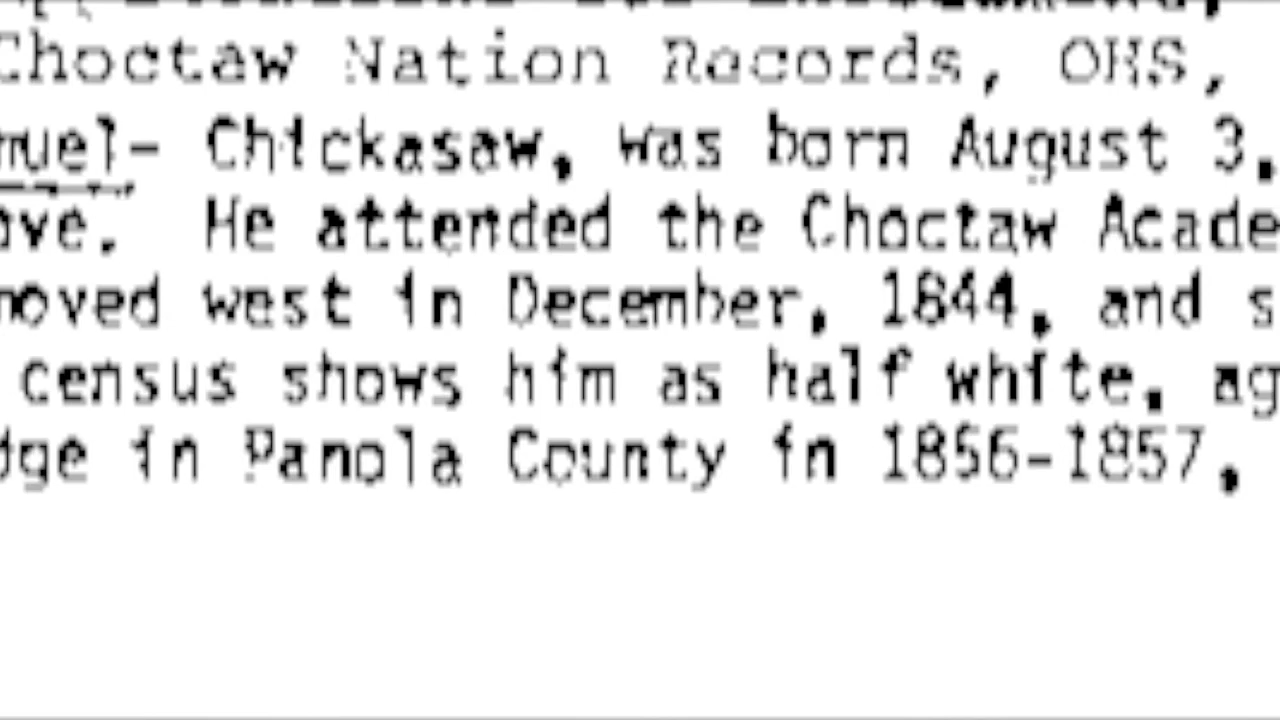 Choctaw Nation Records, OHS,
muel- Chickasaw, was born August 3,
ave. He attended the Choctaw Acade
moved west in December, 1844, and s
census shows him as half white, ag
dge in Panola County in 1856-1857,